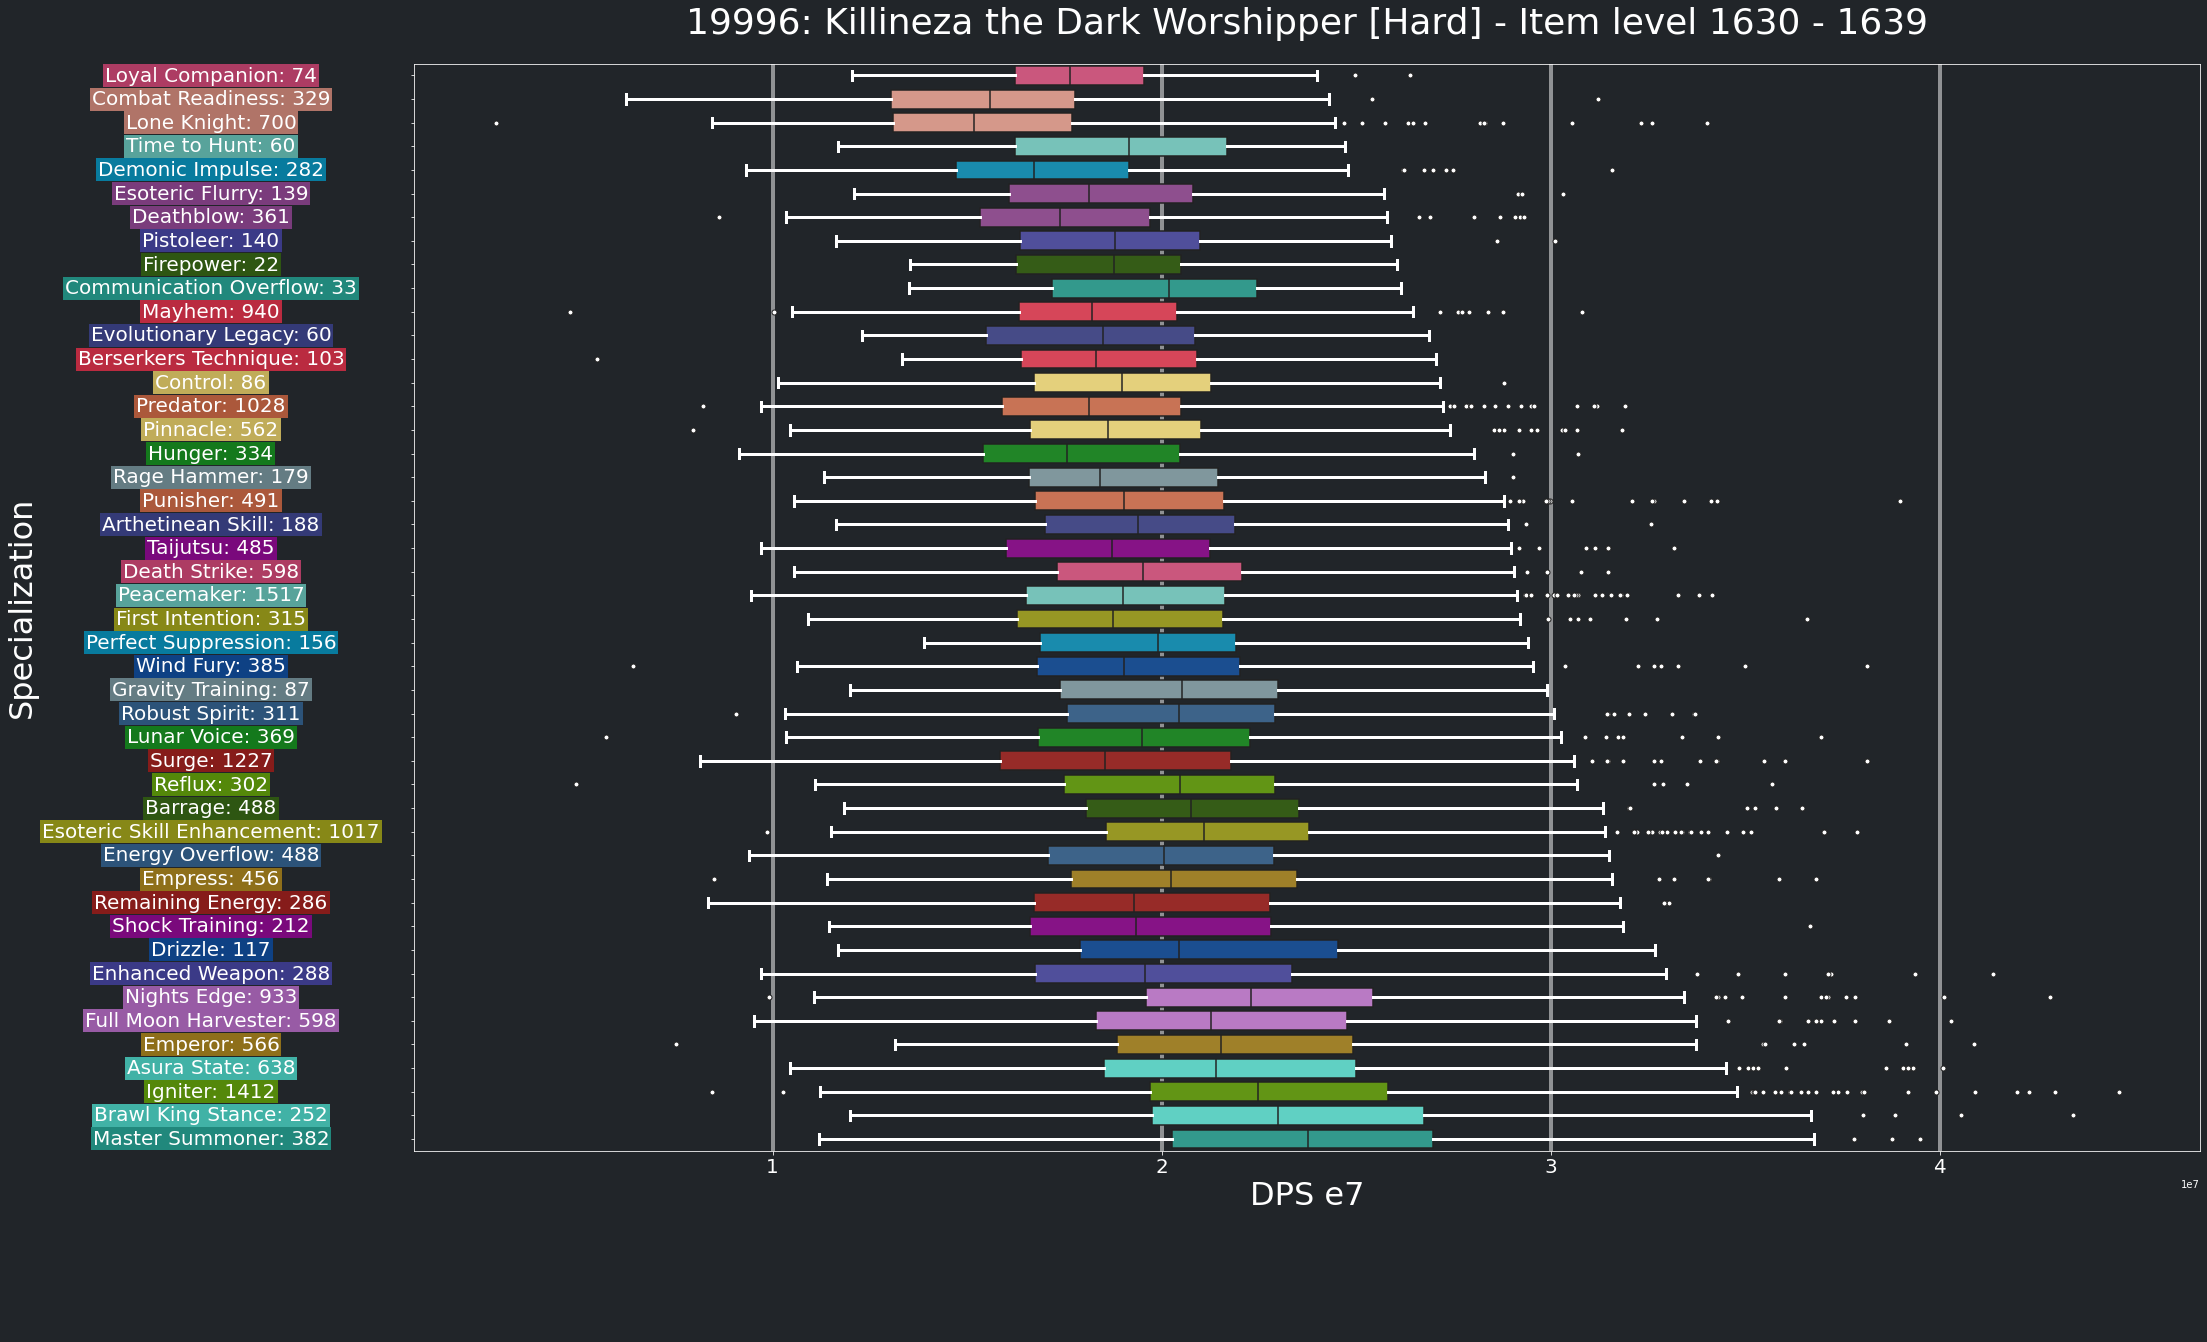 19996: Killineza the Dark Worshipper [Hard] - Item level 1630 - 1639
Loyal Companion: 74
Combat Readiness: 329
Lone Knight: 700
Time to Hunt: 60
Demonic Impulse: 282
Esoteric Flurry: 139
Deathblow: 361
Pistoleer: 140
Firepower: 22
Communication Overflow: 33
Mayhem: 940
Evolutionary Legacy: 60
Berserkers Technique: 103
Control: 86
Predator: 1028
Pinnacle: 562
Hunger: 334
Rage Hammer: 179
Punisher: 491
Arthetinean Skill: 188
Taijutsu: 485
Death Strike: 598
Peacemaker: 1517
First Intention: 315
Perfect Suppression: 156
Wind Fury: 385
Gravity Training: 87
Robust Spirit: 311
Lunar Voice: 369
Surge: 1227
Reflux: 302
Barrage: 488
Esoteric Skill Enhancement: 1017
Energy Overflow: 488
Empress: 456
Remaining Energy: 286
Shock Training: 212
Drizzle: 117
Enhanced Weapon: 288
Nights Edge: 933
Full Moon Harvester: 598
Emperor: 566
Asura State: 638
Igniter: 1412
Brawl King Stance: 252
Master Summoner: 382
Specialization
1 2 3 4
DPS e7
1e7